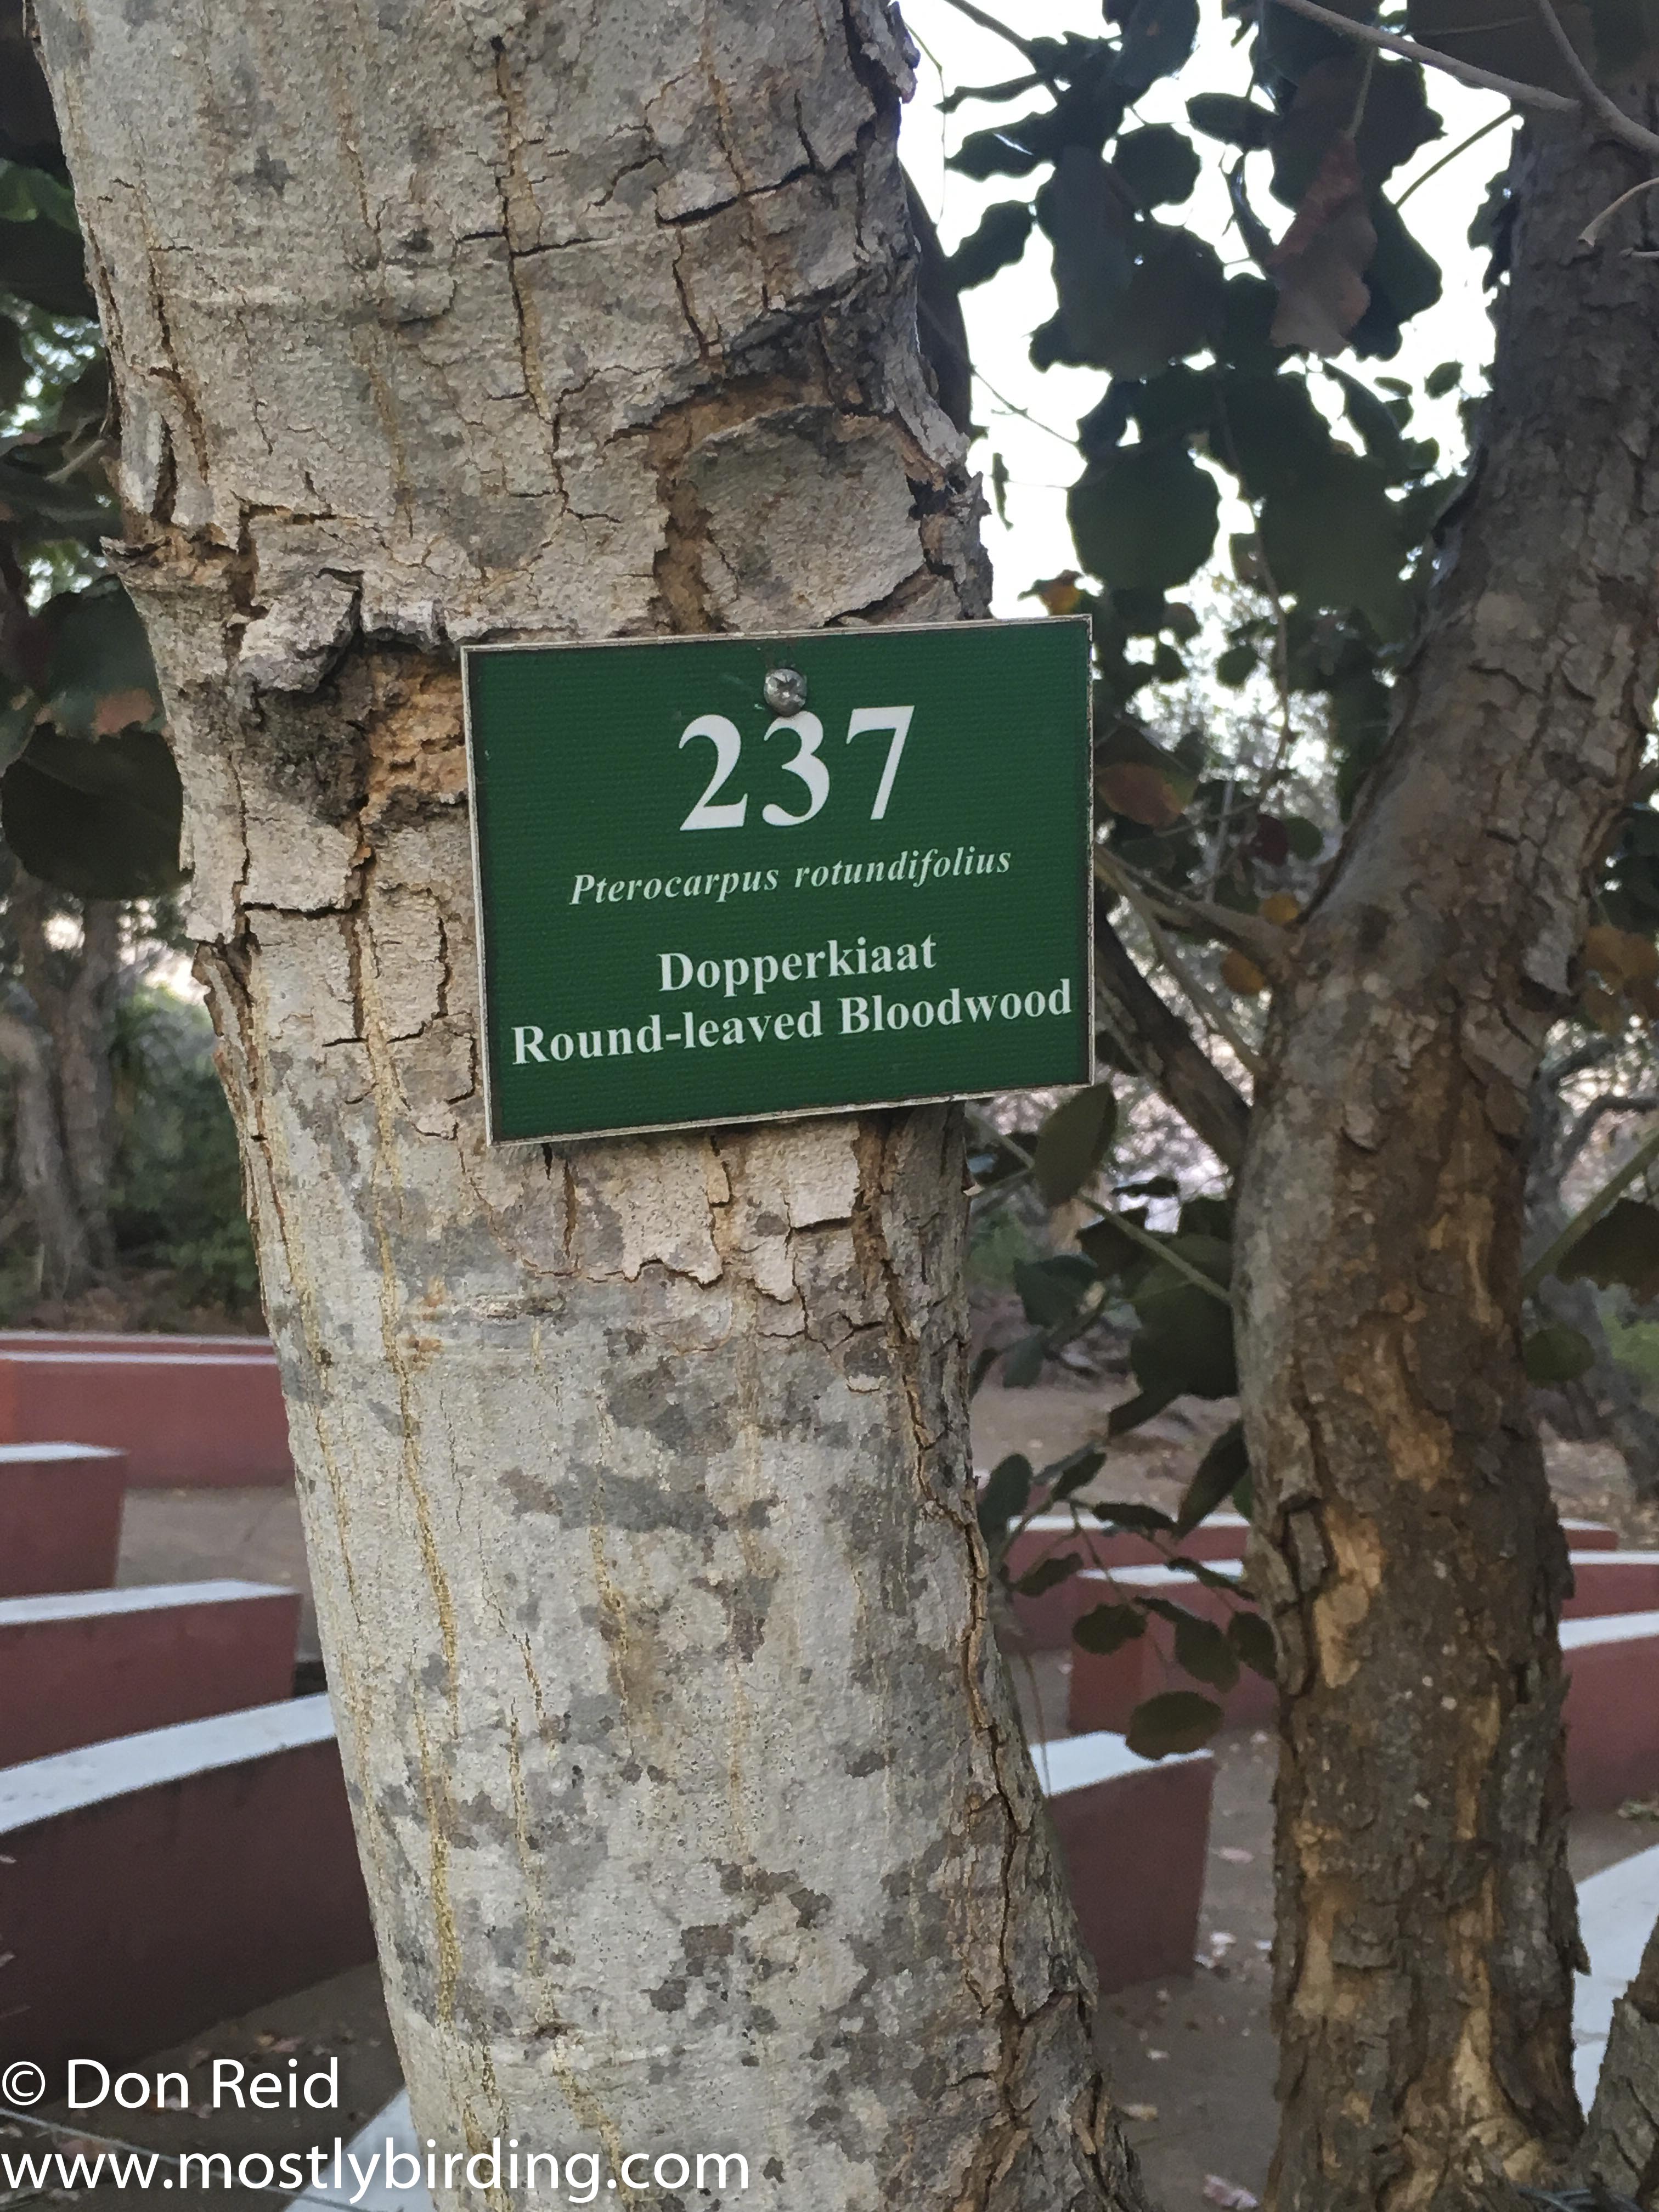 237
Pterocarpus rotundifolius
Dopperkiaat
Round-leaved Bloodwood
© Don Reid
www.mostlybirding.com